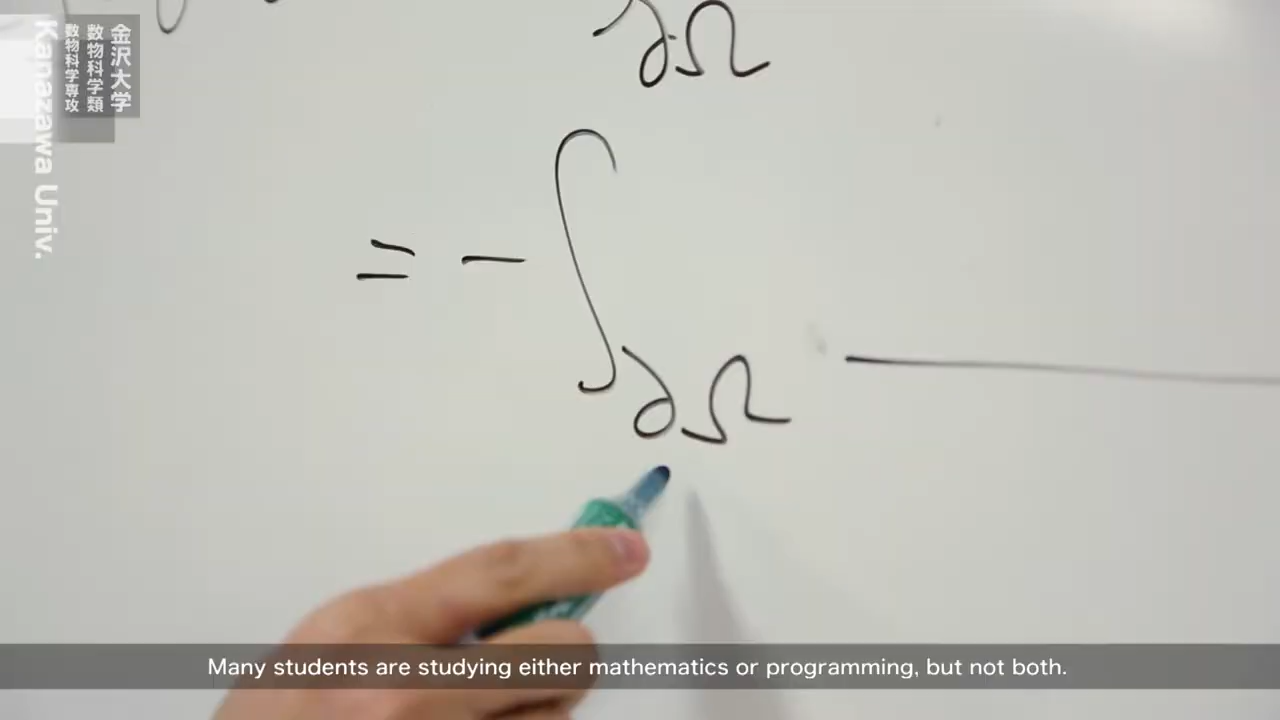 金沢大学
数物科学類
数物科学専攻
Kanazawa Univ.
∂Ω
= - ∫
∂Ω
Many students are studying either mathematics or programming, but not both.